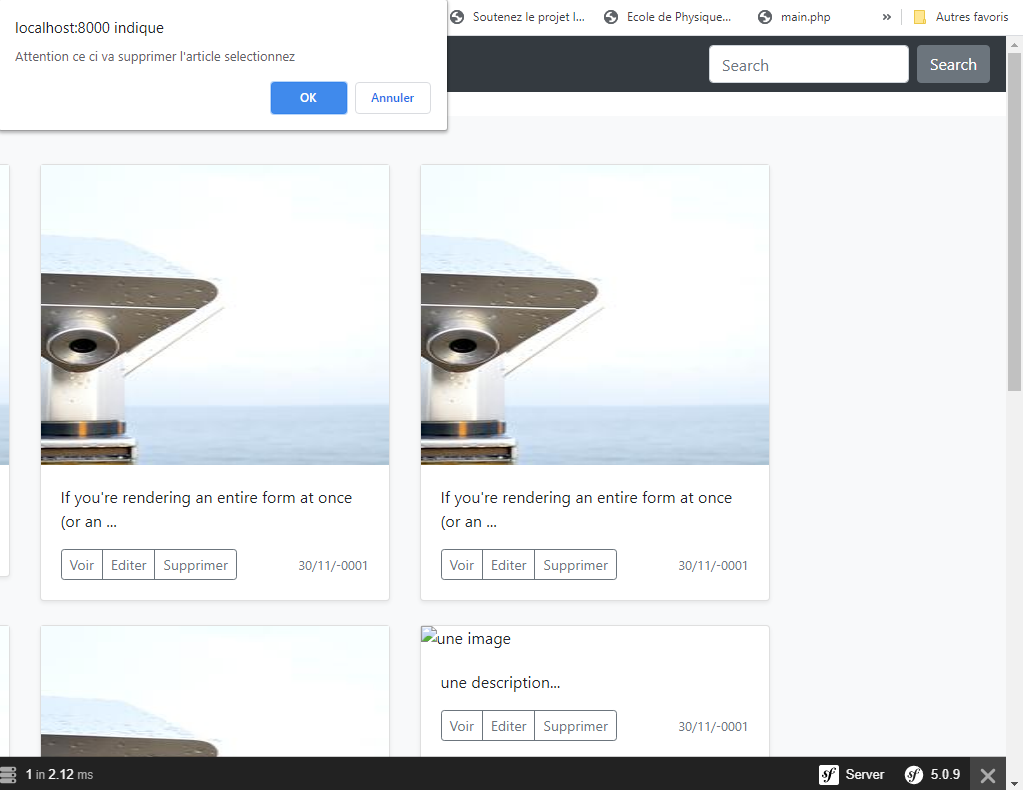 localhost:8000 indique
Attention ce ci va supprimer l'article selectionnez
OK
Annuler
Soutenez le projet l...
Ecole de Physique...
main.php
»
Autres favoris
Search
Search
If you're rendering an entire form at once
(or an ...
Voir Editer Supprimer 30/11/-0001
If you're rendering an entire form at once
(or an ...
Voir Editer Supprimer 30/11/-0001
une image
une description...
Voir Editer Supprimer 30/11/-0001
1 in 2.12 ms
sf Server
sf 5.0.9